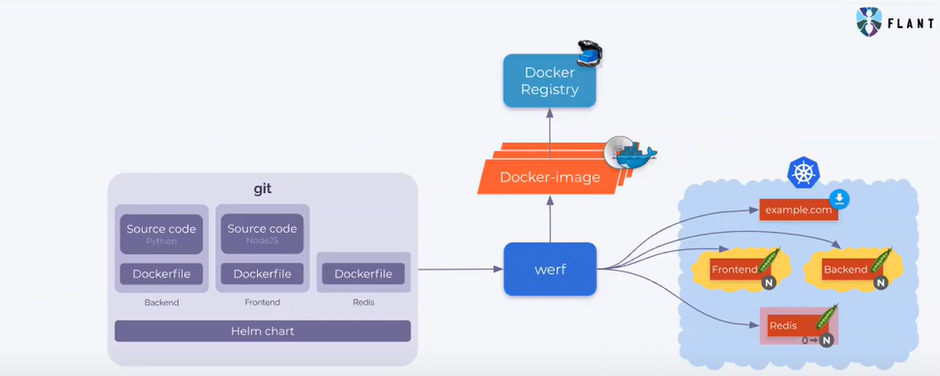 FLANT
Docker
Registry
Docker-image
git
Source code
Python
Dockerfile
Backend
Source code
NodeJS
Dockerfile
Frontend
Dockerfile
Redis
Helm chart
werf
example.com
Frontend
N
Backend
N
Redis
0⇒N